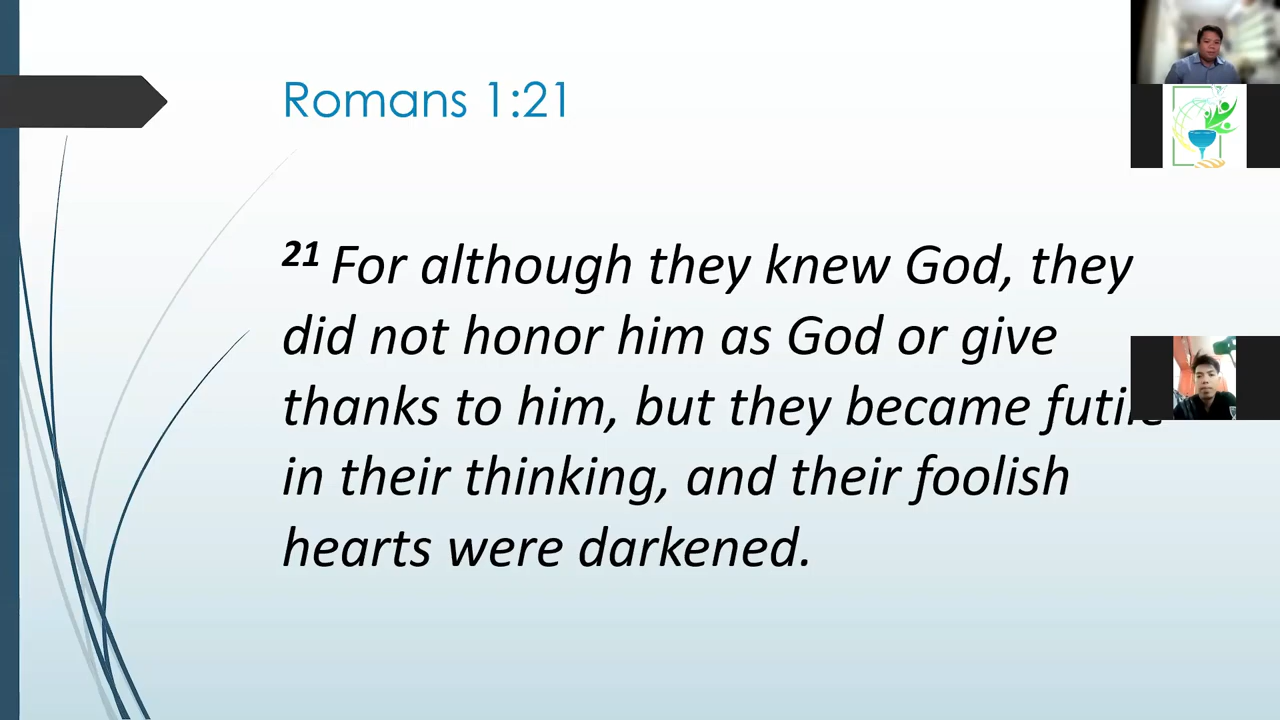 Romans 1:21
21 For although they knew God, they
did not honor him as God or give
thanks to him, but they became futile
in their thinking, and their foolish
hearts were darkened.